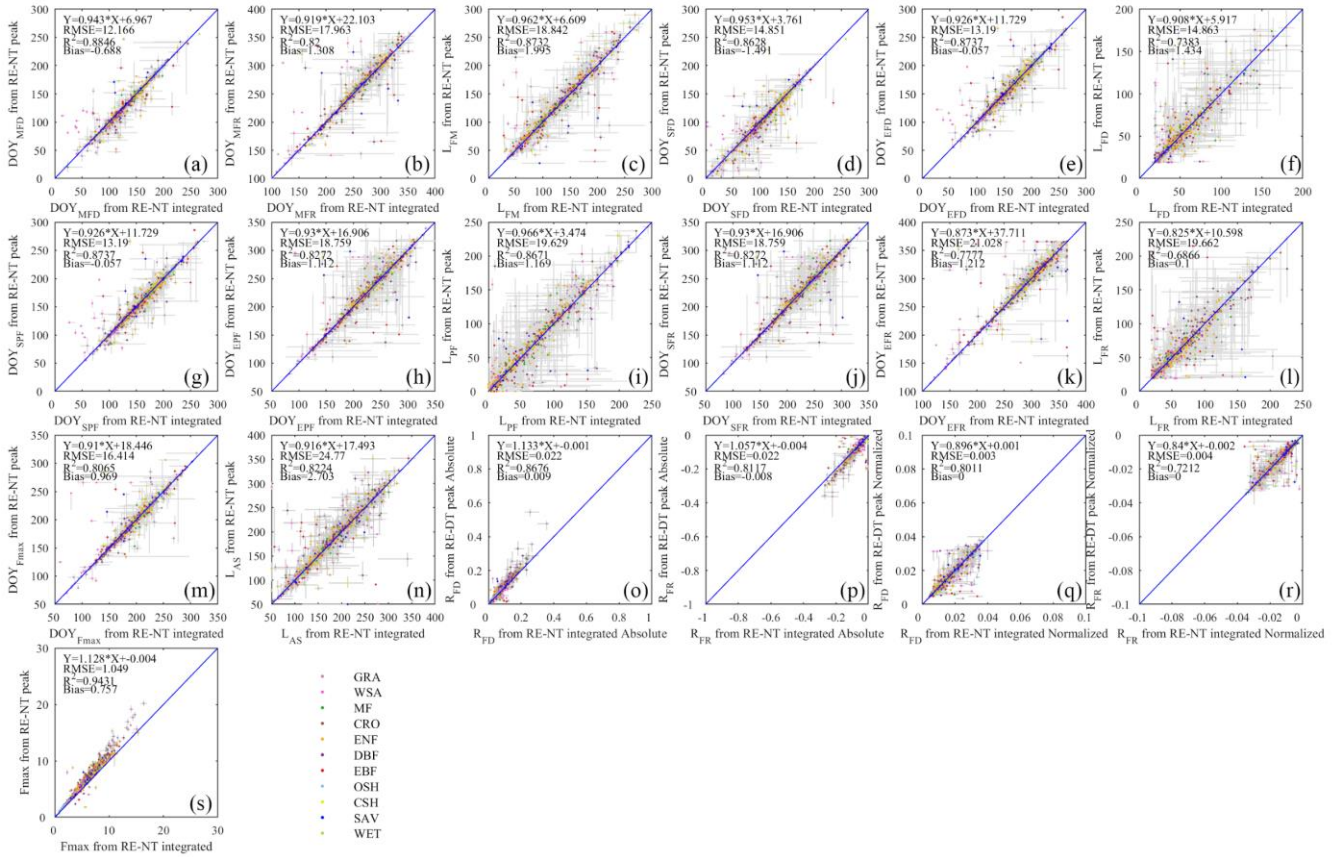 Y=0.943*X+6.967
RMSE=12.166
R²=0.8846
Bias=-0.688
(a)
DOY_MFD from RE-NT peak
DOY_MFD from RE-NT integrated
Y=0.919*X+22.103
RMSE=17.963
R²=0.82
Bias=1.308
(b)
DOY_MFR from RE-NT peak
DOY_MFR from RE-NT integrated
Y=0.962*X+6.609
RMSE=18.842
R²=0.8732
Bias=1.995
(c)
L_FM from RE-NT peak
L_FM from RE-NT integrated
Y=0.953*X+3.761
RMSE=14.851
R²=0.8628
Bias=-1.491
(d)
DOY_SFD from RE-NT peak
DOY_SFD from RE-NT integrated
Y=0.926*X+11.729
RMSE=13.19
R²=0.8737
Bias=-0.057
(e)
DOY_EFD from RE-NT peak
DOY_EFD from RE-NT integrated
Y=0.908*X+5.917
RMSE=14.863
R²=0.7383
Bias=1.434
(f)
L_FD from RE-NT peak
L_FD from RE-NT integrated
Y=0.926*X+11.729
RMSE=13.19
R²=0.8737
Bias=-0.057
(g)
DOY_SPF from RE-NT peak
DOY_SPF from RE-NT integrated
Y=0.93*X+16.906
RMSE=18.759
R²=0.8272
Bias=1.142
(h)
DOY_EPF from RE-NT peak
DOY_EPF from RE-NT integrated
Y=0.966*X+3.474
RMSE=19.629
R²=0.8671
Bias=1.169
(i)
L_PF from RE-NT peak
L_PF from RE-NT integrated
Y=0.93*X+16.906
RMSE=18.759
R²=0.8272
Bias=1.142
(j)
DOY_SFR from RE-NT peak
DOY_SFR from RE-NT integrated
Y=0.873*X+37.711
RMSE=21.028
R²=0.7777
Bias=1.212
(k)
DOY_EFR from RE-NT peak
DOY_EFR from RE-NT integrated
Y=0.825*X+10.598
RMSE=19.662
R²=0.6866
Bias=0.1
(l)
L_FR from RE-NT peak
L_FR from RE-NT integrated
Y=0.91*X+18.446
RMSE=16.414
R²=0.8065
Bias=0.969
(m)
DOY_Fmax from RE-NT peak
DOY_Fmax from RE-NT integrated
Y=0.916*X+17.493
RMSE=24.77
R²=0.8224
Bias=2.703
(n)
L_AS from RE-NT peak
L_AS from RE-NT integrated
Y=1.133*X+-0.001
RMSE=0.022
R²=0.8676
Bias=0.009
(o)
R_FD from RE-DT peak Absolute
R_FD from RE-NT integrated Absolute
Y=1.057*X+-0.004
RMSE=0.022
R²=0.8117
Bias=-0.008
(p)
R_FR from RE-DT peak Absolute
R_FR from RE-NT integrated Absolute
Y=0.896*X+0.001
RMSE=0.003
R²=0.8011
Bias=0
(q)
R_FD from RE-DT peak Normalized
R_FD from RE-NT integrated Normalized
Y=0.84*X+-0.002
RMSE=0.004
R²=0.7212
Bias=0
(r)
R_FR from RE-DT peak Normalized
R_FR from RE-NT integrated Normalized
Y=1.128*X+-0.004
RMSE=1.049
R²=0.9431
Bias=0.757
(s)
Fmax from RE-NT peak
Fmax from RE-NT integrated
GRA
WSA
MF
CRO
ENF
DBF
EBF
OSH
CSH
SAV
WET